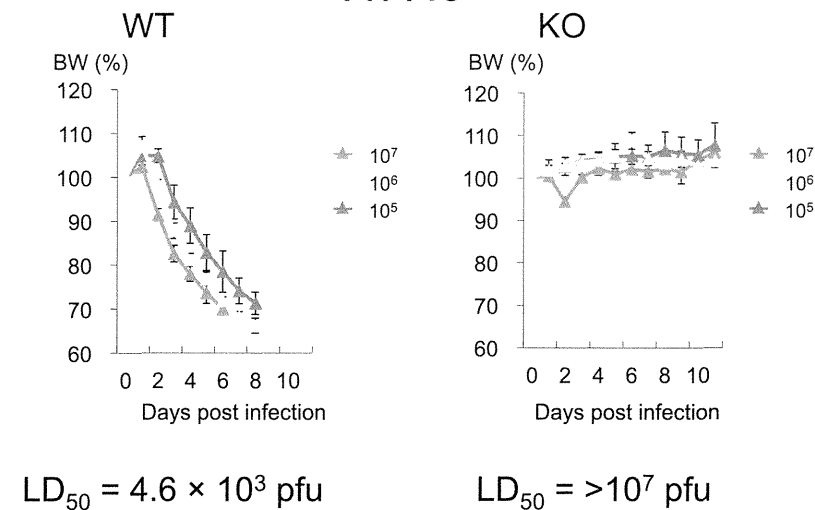 WT
BW (%)
120
110
100
90
80
70
60
0 2 4 6 8 10
Days post infection
10⁷
10⁶
10⁵
LD₅₀ = 4.6 × 10³ pfu
KO
BW (%)
120
110
100
90
80
70
60
0 2 4 6 8 10
Days post infection
10⁷
10⁶
10⁵
LD₅₀ = >10⁷ pfu